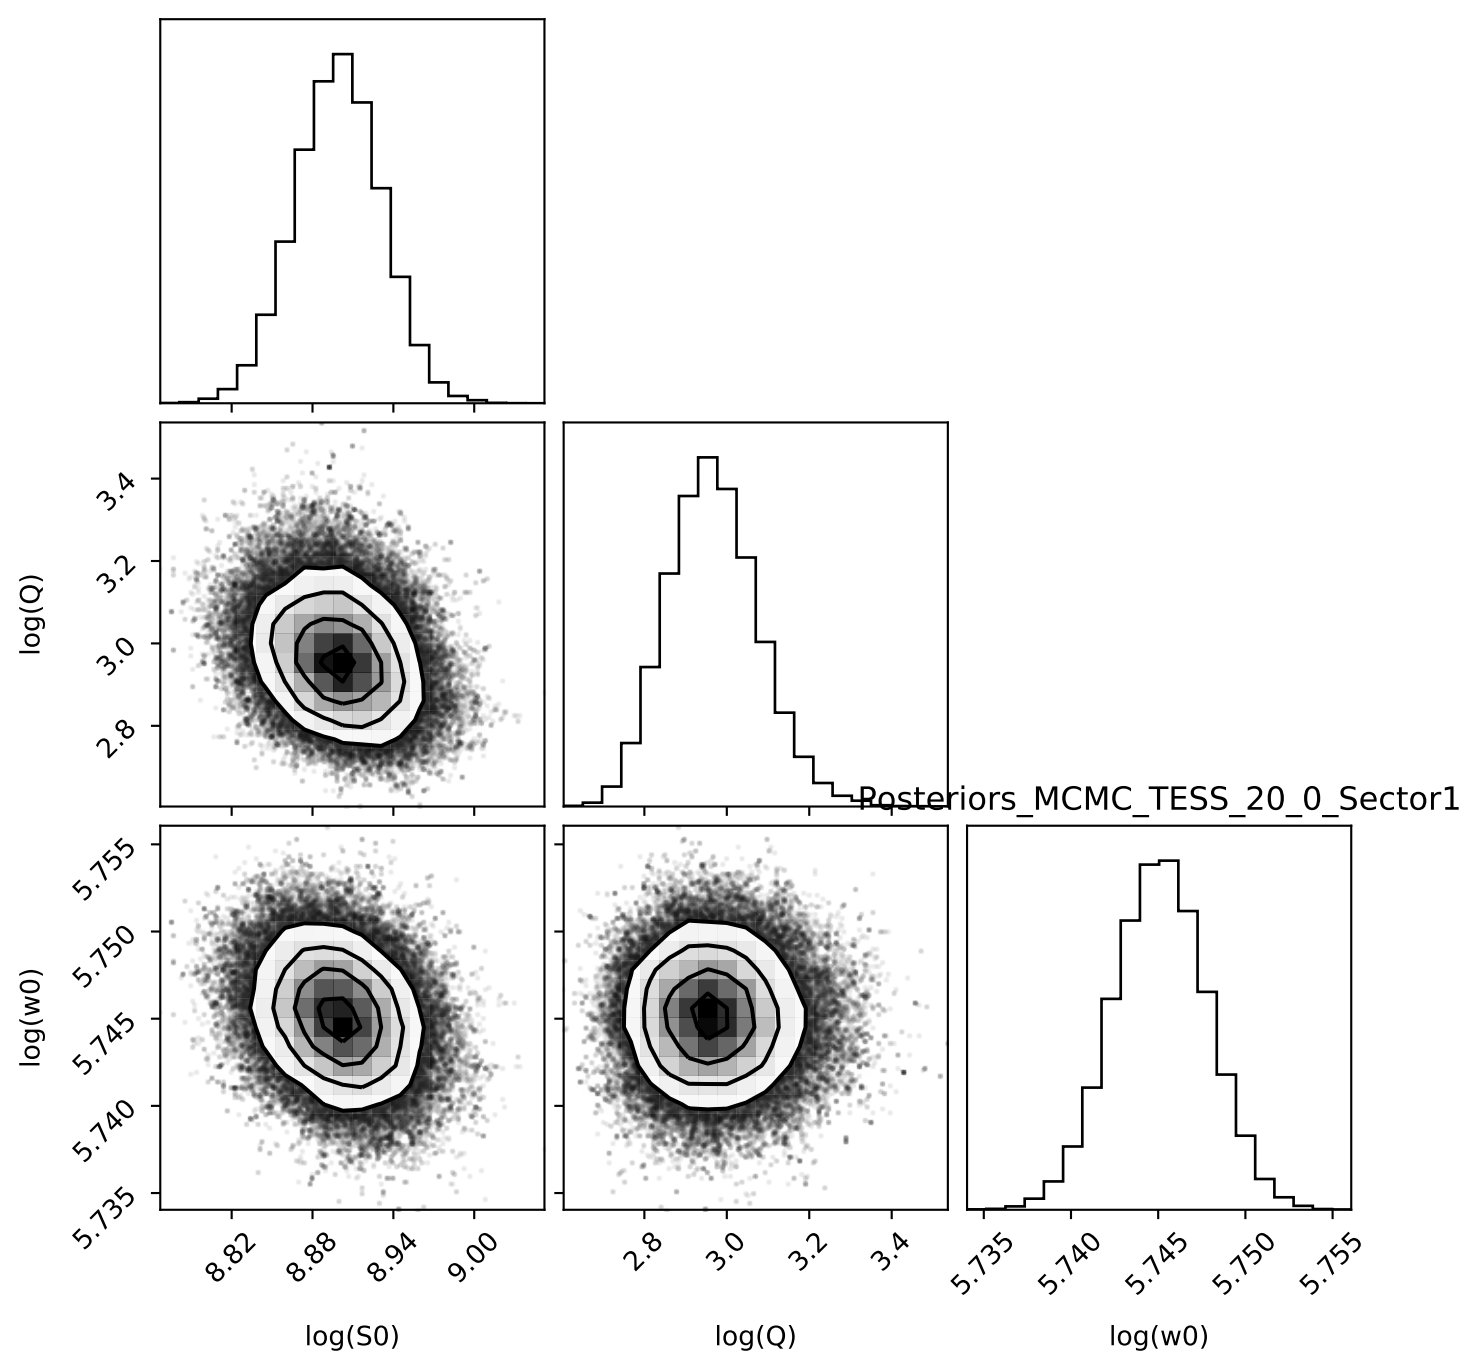 3.4
3.2
3.0
2.8
log(Q)
Posteriors_MCMC_TESS_20_0_Sector1
5.755
5.750
5.745
5.740
5.735
log(w0)
8.82 8.88 8.94 9.00
2.8 3.0 3.2 3.4
5.735 5.740 5.745 5.750 5.755
log(S0) log(Q) log(w0)